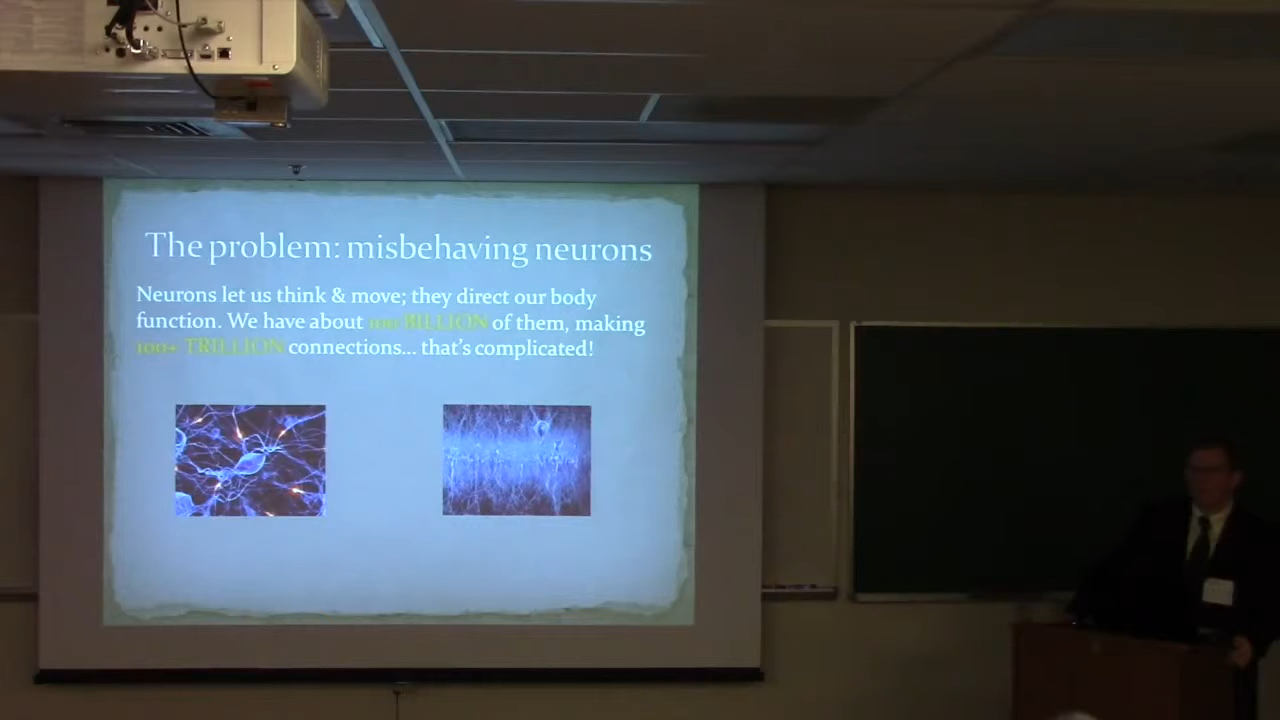 The problem: misbehaving neurons
Neurons let us think & move; they direct our body
function. We have about 100 BILLION of them, making
100+ TRILLION connections... that's complicated!